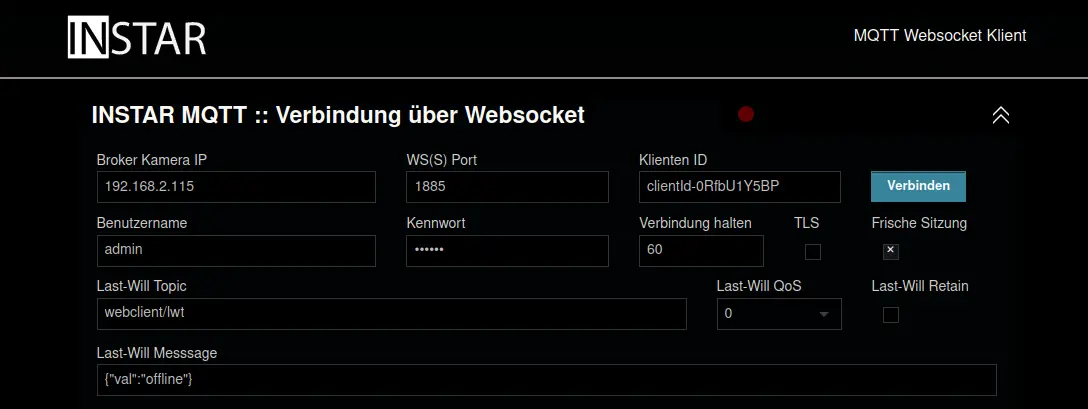 INSTAR
MQTT Websocket Klient
INSTAR MQTT :: Verbindung über Websocket
Broker Kamera IP WS(S) Port Klienten ID
192.168.2.115 1885 clientId-0RfbU1Y5BP Verbinden
Benutzername Kennwort Verbindung halten TLS Frische Sitzung
admin •••••• 60
Last-Will Topic Last-Will QoS Last-Will Retain
webclient/lwt 0
Last-Will Messsage
{"val":"offline"}